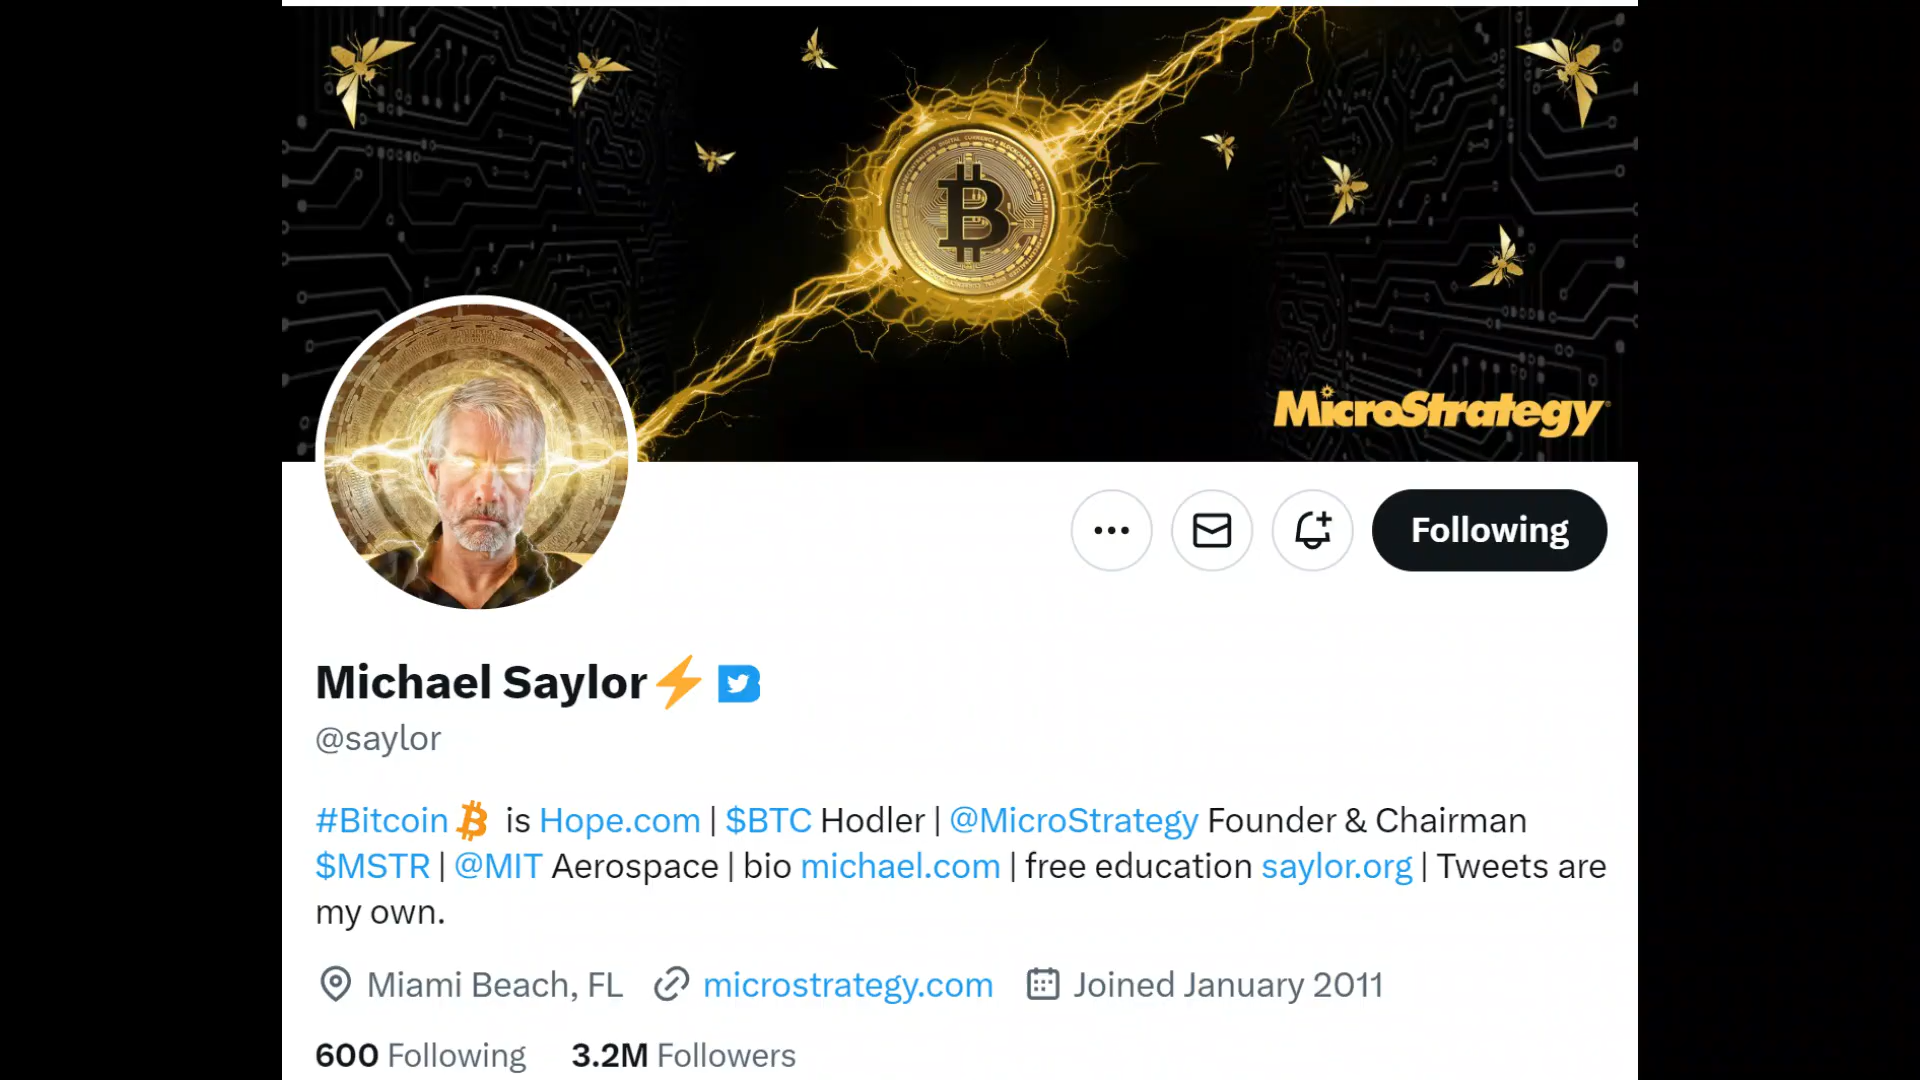 MicroStrategy
Following
Michael Saylor⚡
@saylor
#Bitcoin₿ is Hope.com | $BTC Hodler | @MicroStrategy Founder & Chairman
$MSTR | @MIT Aerospace | bio michael.com | free education saylor.org | Tweets are
my own.
Miami Beach, FL microstrategy.com Joined January 2011
600 Following 3.2M Followers